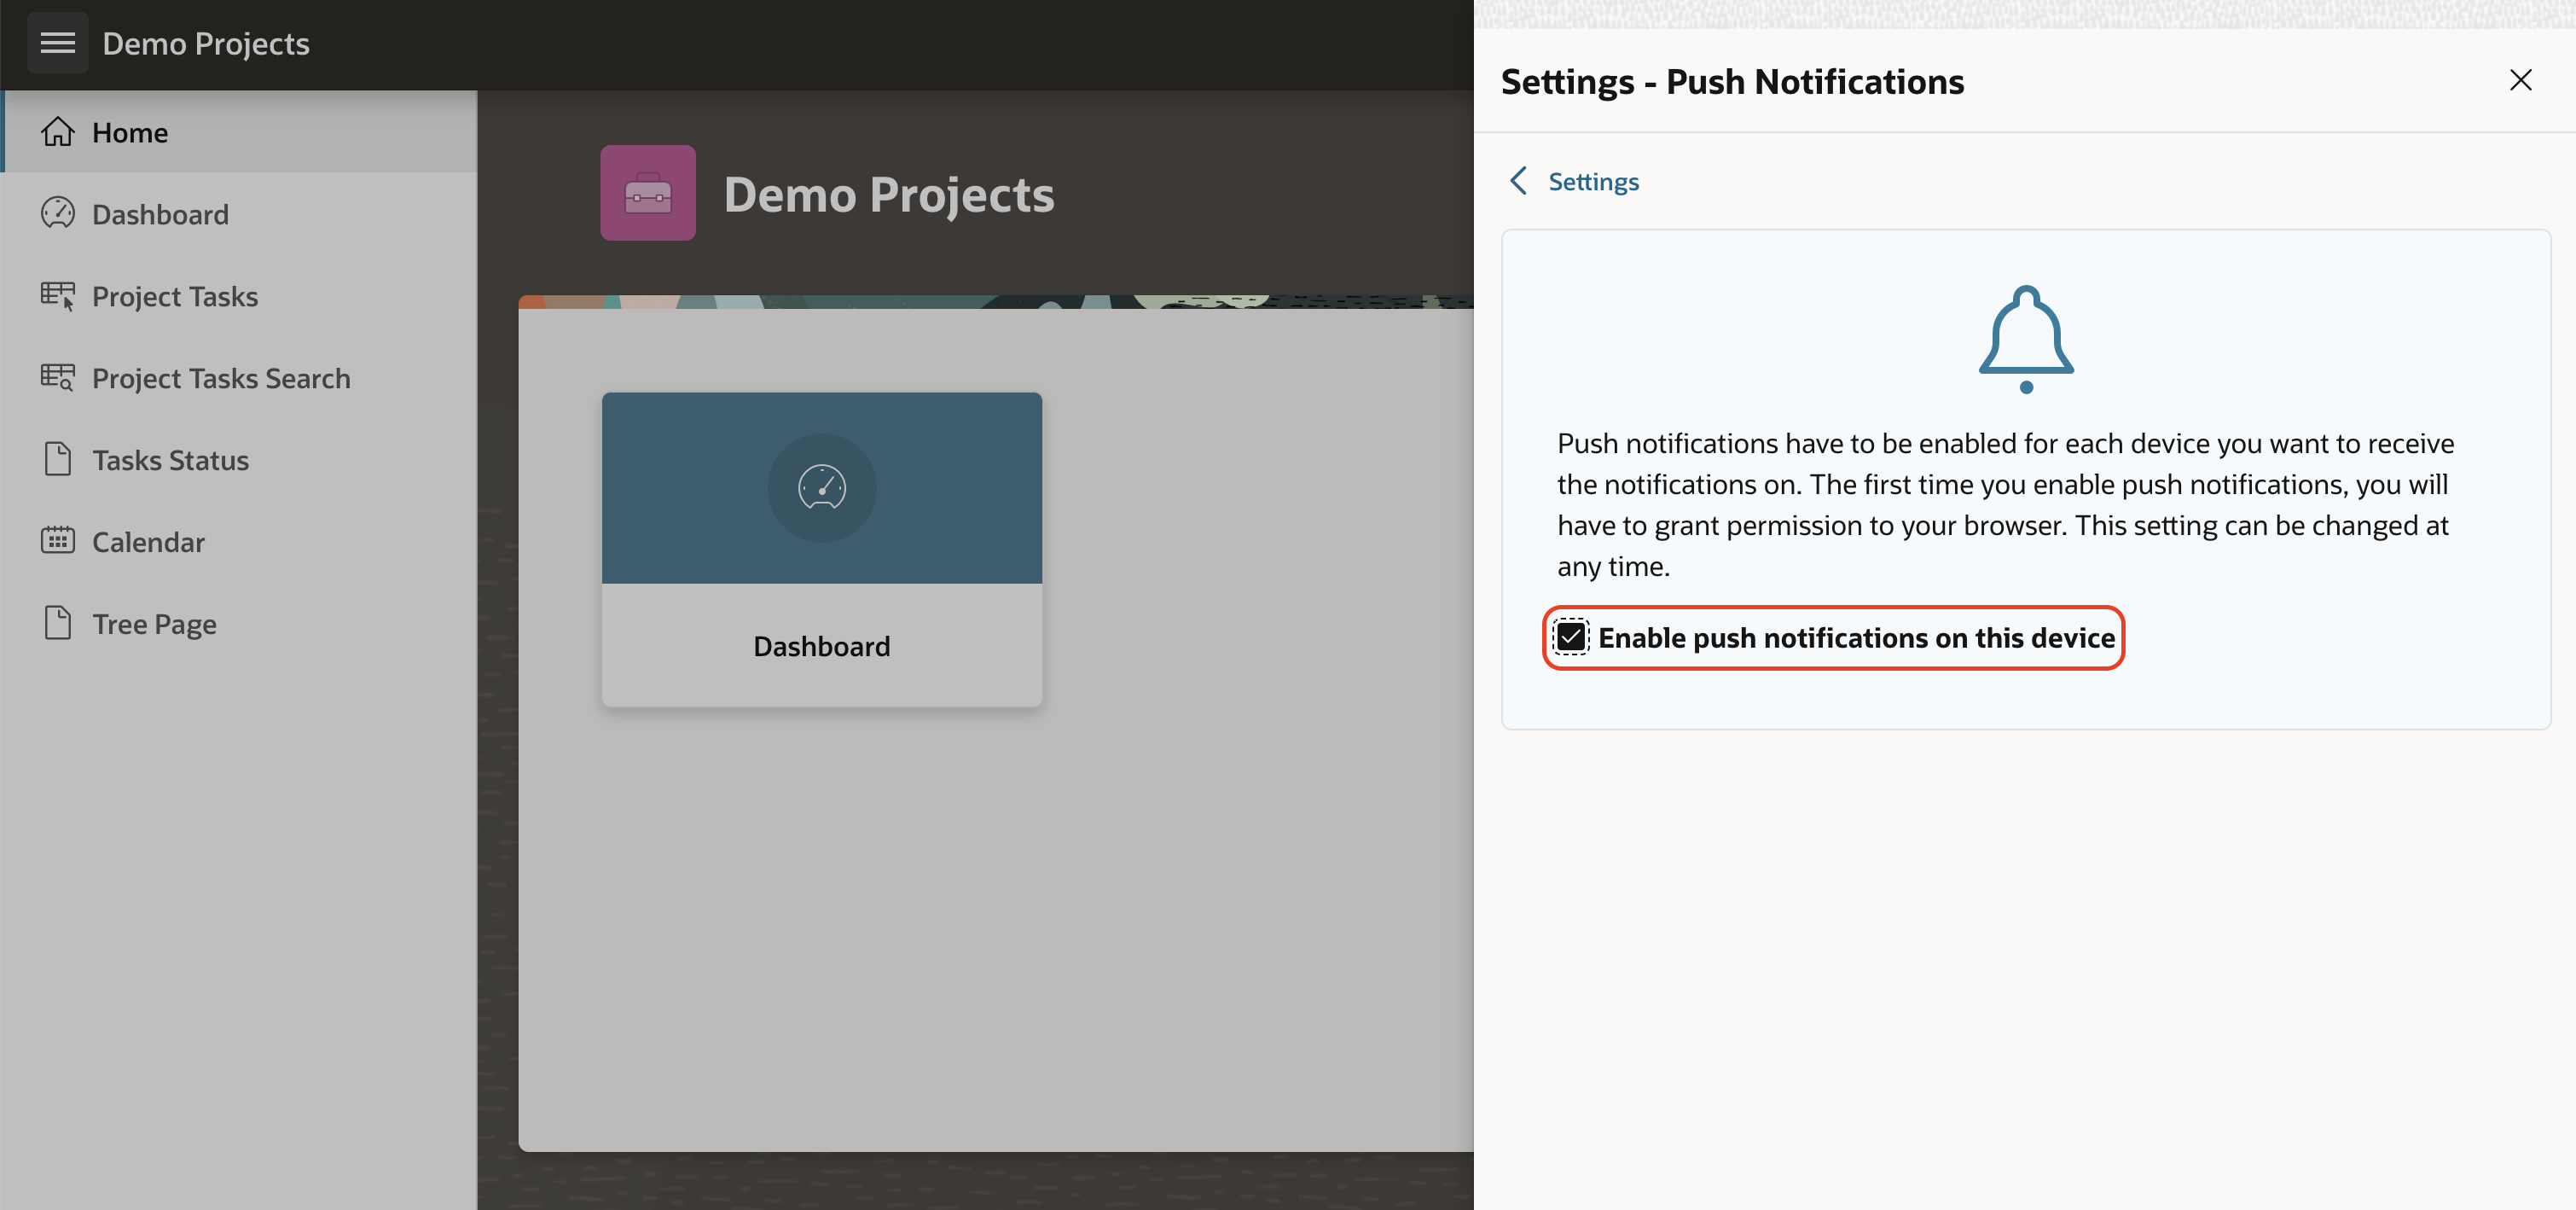 Demo Projects
Home
Dashboard
Project Tasks
Project Tasks Search
Tasks Status
Calendar
Tree Page
Demo Projects
Dashboard
Settings - Push Notifications
Settings
Push notifications have to be enabled for each device you want to receive
the notifications on. The first time you enable push notifications, you will
have to grant permission to your browser. This setting can be changed at
any time.
Enable push notifications on this device